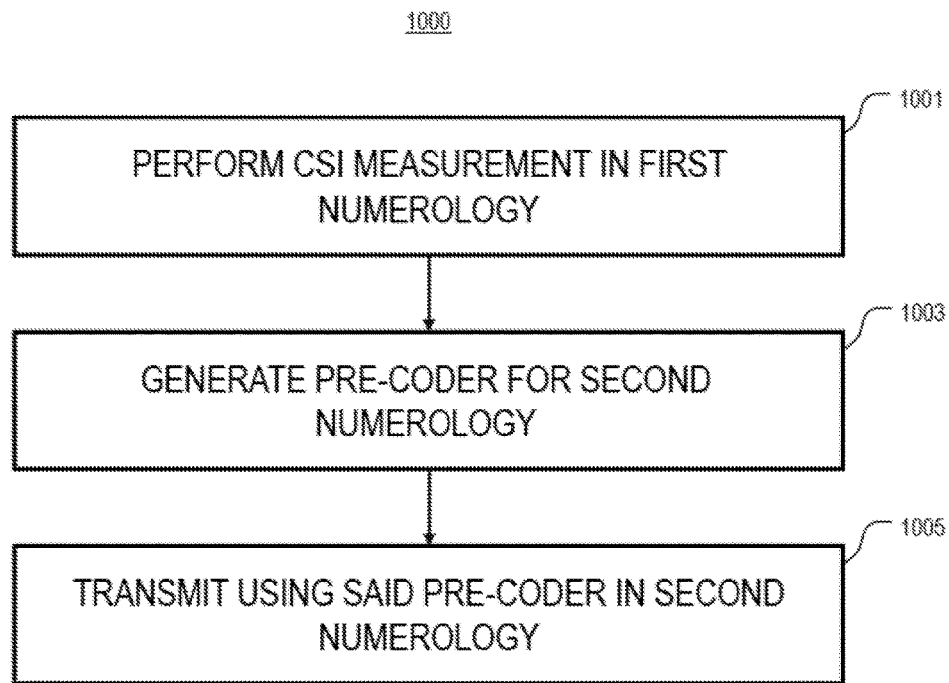 1000
1001
PERFORM CSI MEASUREMENT IN FIRST
NUMEROLOGY
1003
GENERATE PRE-CODER FOR SECOND
NUMEROLOGY
1005
TRANSMIT USING SAID PRE-CODER IN SECOND
NUMEROLOGY